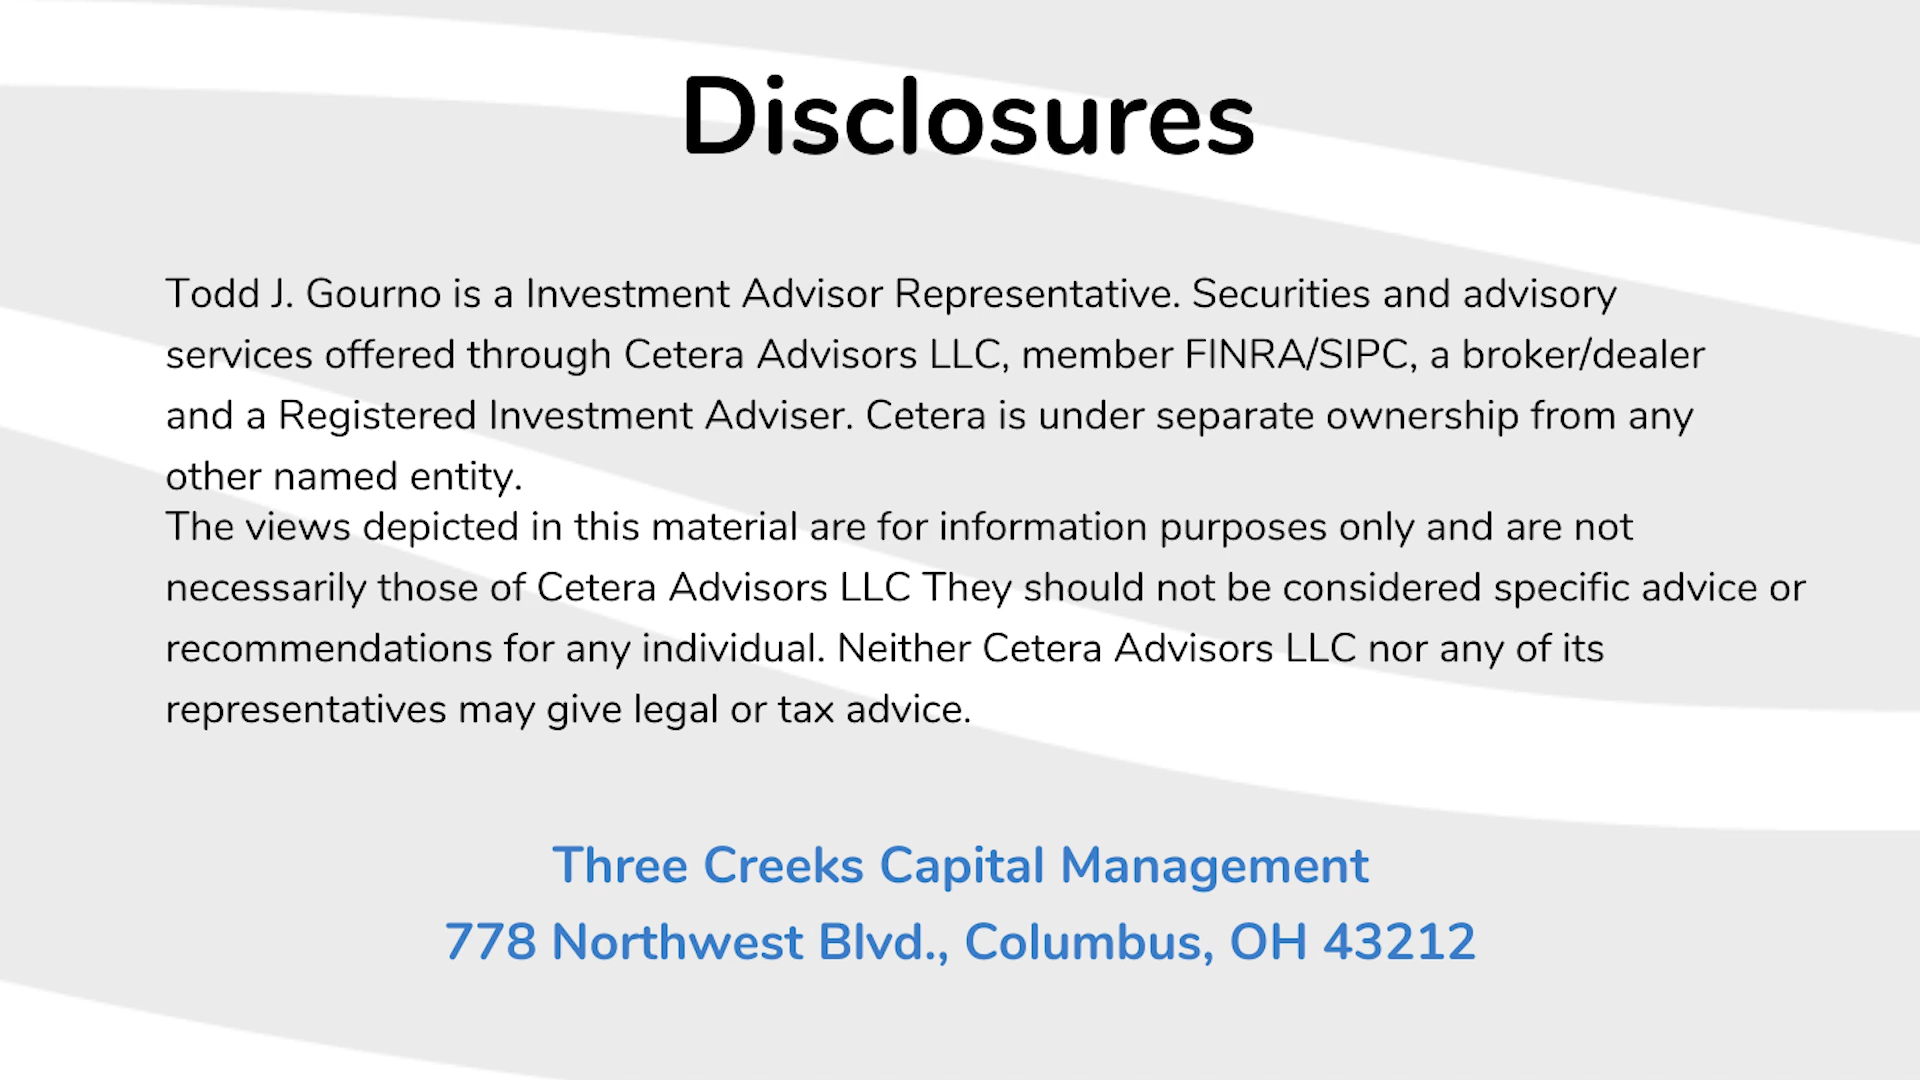 Disclosures
Todd J. Gourno is a Investment Advisor Representative. Securities and advisory
services offered through Cetera Advisors LLC, member FINRA/SIPC, a broker/dealer
and a Registered Investment Adviser. Cetera is under separate ownership from any
other named entity.
The views depicted in this material are for information purposes only and are not
necessarily those of Cetera Advisors LLC They should not be considered specific advice or
recommendations for any individual. Neither Cetera Advisors LLC nor any of its
representatives may give legal or tax advice.
Three Creeks Capital Management
778 Northwest Blvd., Columbus, OH 43212